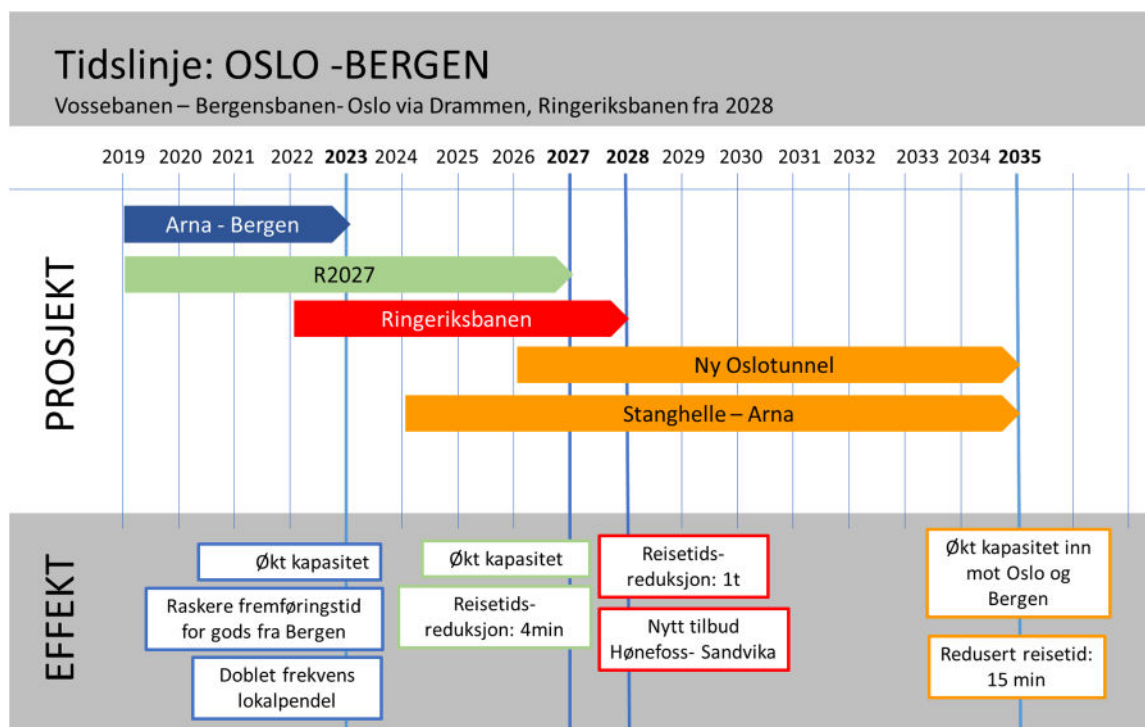 Tidslinje: OSLO -BERGEN
Vossebanen – Bergensbanen- Oslo via Drammen, Ringeriksbanen fra 2028
2019 2020 2021 2022 2023 2024 2025 2026 2027 2028 2029 2030 2031 2032 2033 2034 2035
PROSJEKT
Arna - Bergen
R2027
Ringeriksbanen
Ny Oslotunnel
Stanghelle – Arna
EFFEKT
Økt kapasitet
Raskere fremføringstid
for gods fra Bergen
Doblet frekvens
lokalpendel
Økt kapasitet
Reisetids-
reduksjon: 4min
Reisetids-
reduksjon: 1t
Nytt tilbud
Hønefoss- Sandvika
Økt kapasitet inn
mot Oslo og
Bergen
Redusert reisetid:
15 min